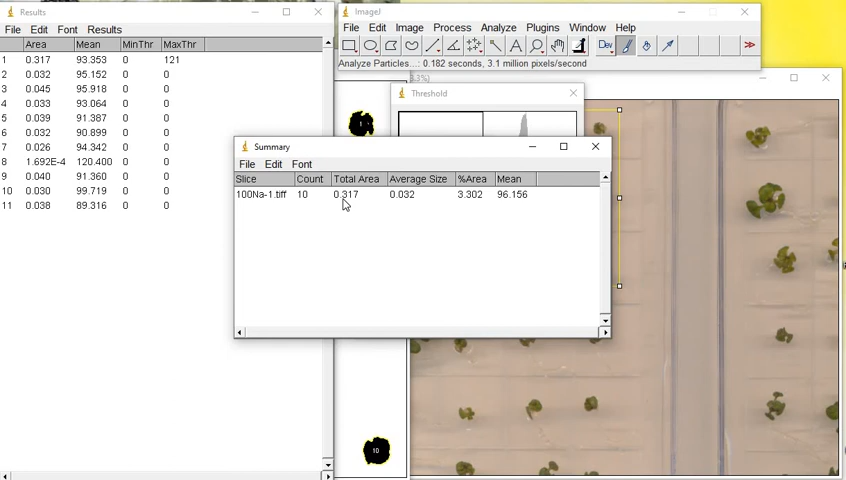 Results
File Edit Font Results
Area Mean MinThr MaxThr
1 0.317 93.353 0 121
2 0.032 95.152 0 0
3 0.045 95.918 0 0
4 0.033 93.064 0 0
5 0.039 91.387 0 0
6 0.032 90.899 0 0
7 0.026 94.342 0 0
8 1.692E-4 120.400 0 0
9 0.040 91.360 0 0
10 0.030 99.719 0 0
11 0.038 89.316 0 0
ImageJ
File Edit Image Process Analyze Plugins Window Help
Dev
Analyze Particles...: 0.182 seconds, 3.1 million pixels/second
Threshold
Summary
File Edit Font
Slice Count Total Area Average Size %Area Mean
100Na-1.tiff 10 0.317 0.032 3.302 96.156
1
10